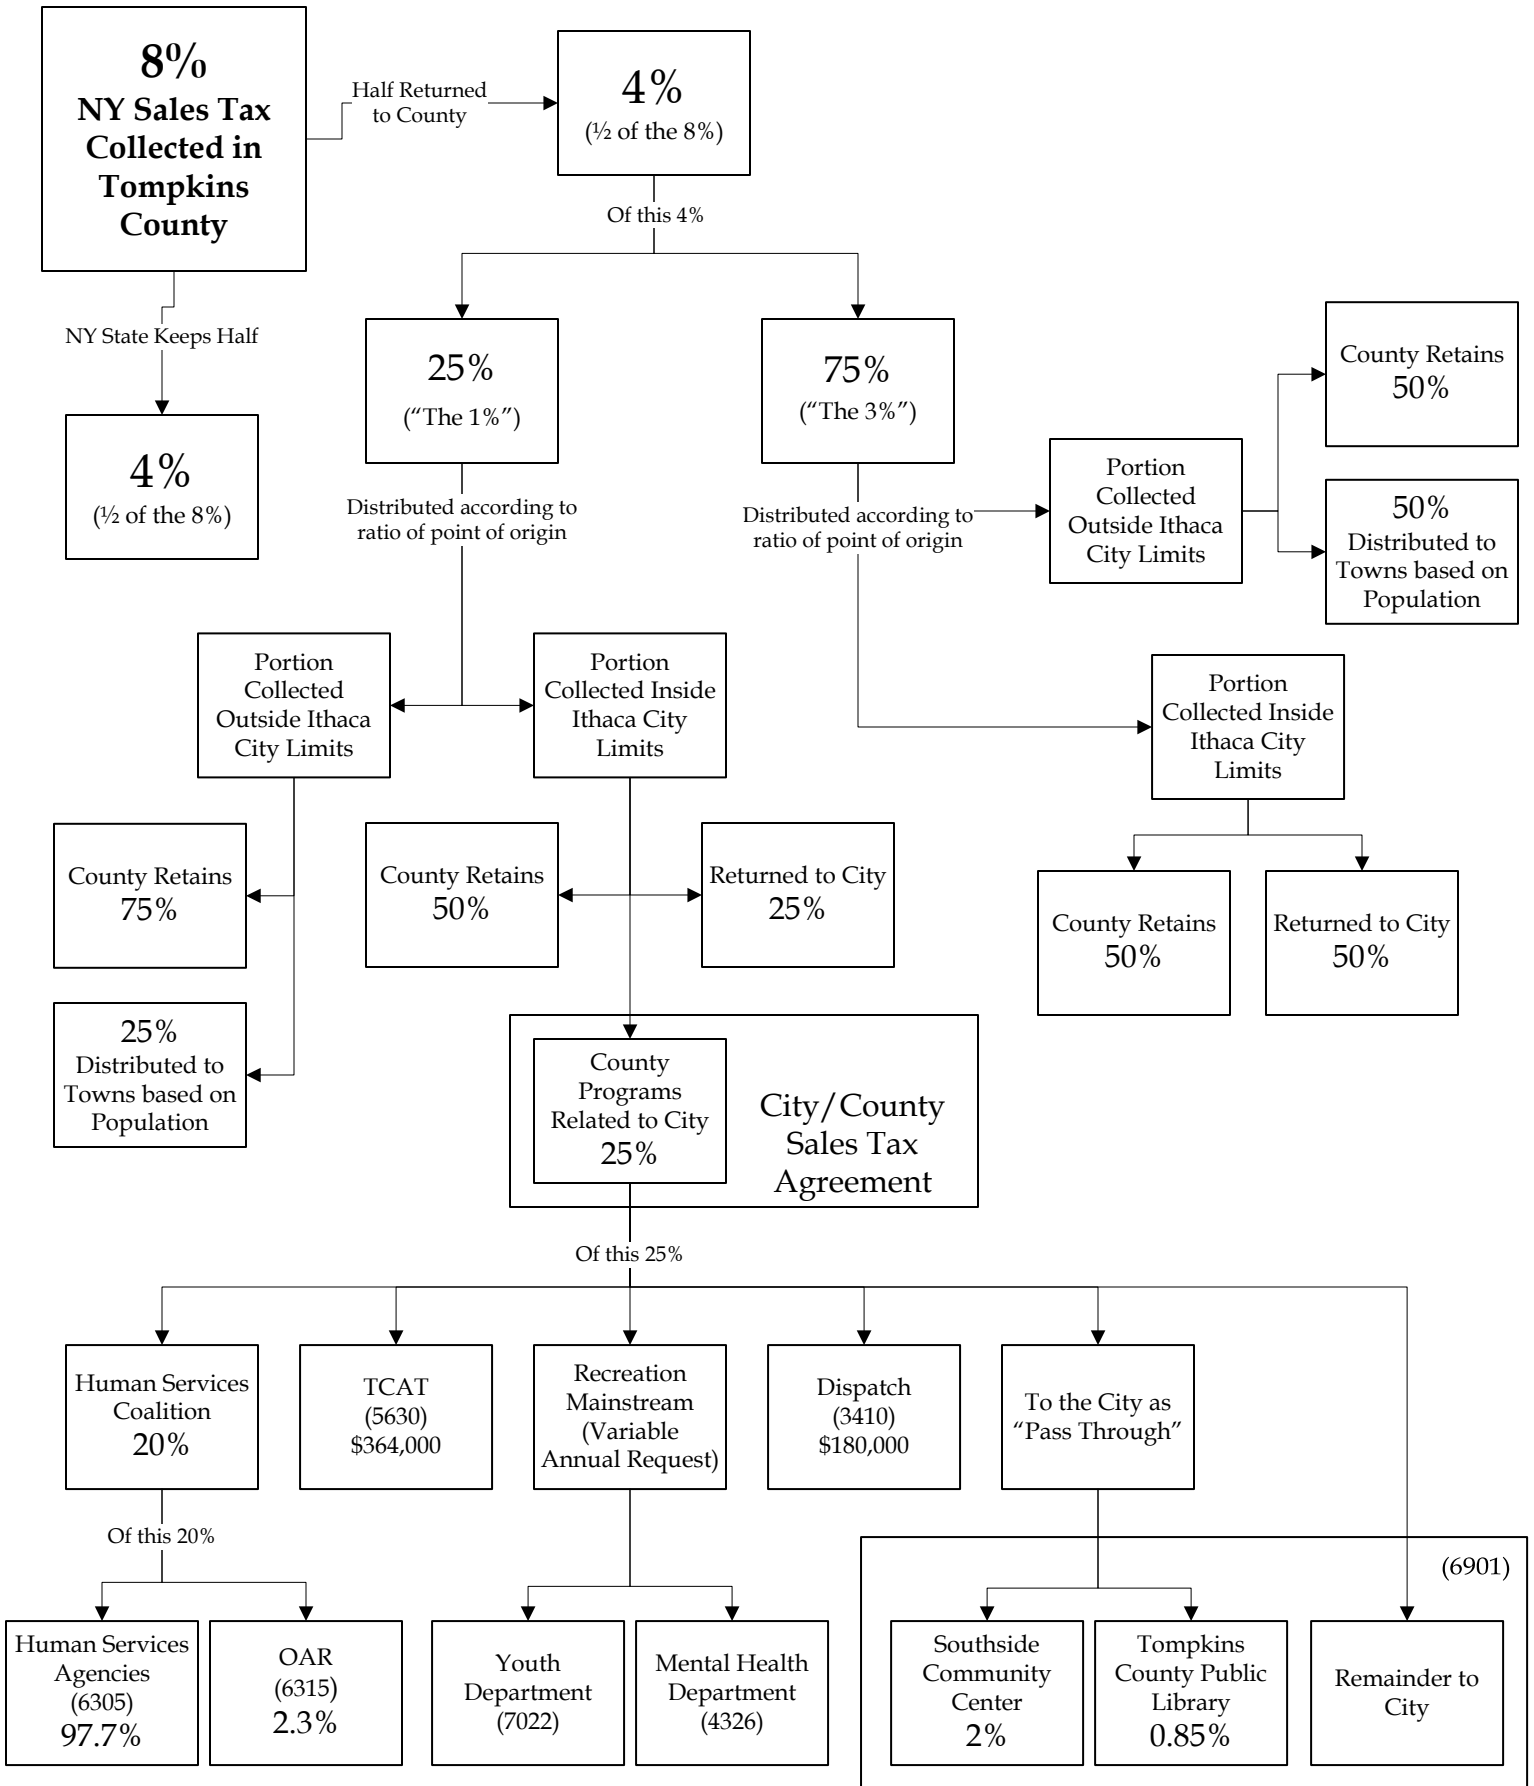 8%
NY Sales Tax
Collected in
Tompkins
County
Half Returned
to County
4%
(½ of the 8%)
Of this 4%
NY State Keeps Half
4%
(½ of the 8%)
25%
(“The 1%”)
75%
(“The 3%”)
Distributed according to
ratio of point of origin
Distributed according to
ratio of point of origin
Portion
Collected
Outside Ithaca
City Limits
County Retains
50%
50%
Distributed to
Towns based on
Population
Portion
Collected
Outside Ithaca
City Limits
Portion
Collected Inside
Ithaca City
Limits
Portion
Collected Inside
Ithaca City
Limits
County Retains
75%
County Retains
50%
Returned to City
25%
County Retains
50%
Returned to City
50%
25%
Distributed to
Towns based on
Population
County
Programs
Related to City
25%
City/County
Sales Tax
Agreement
Of this 25%
Human Services
Coalition
20%
TCAT
(5630)
$364,000
Recreation
Mainstream
(Variable
Annual Request)
Dispatch
(3410)
$180,000
To the City as
“Pass Through”
Of this 20%
(6901)
Human Services
Agencies
(6305)
97.7%
OAR
(6315)
2.3%
Youth
Department
(7022)
Mental Health
Department
(4326)
Southside
Community
Center
2%
Tompkins
County Public
Library
0.85%
Remainder to
City